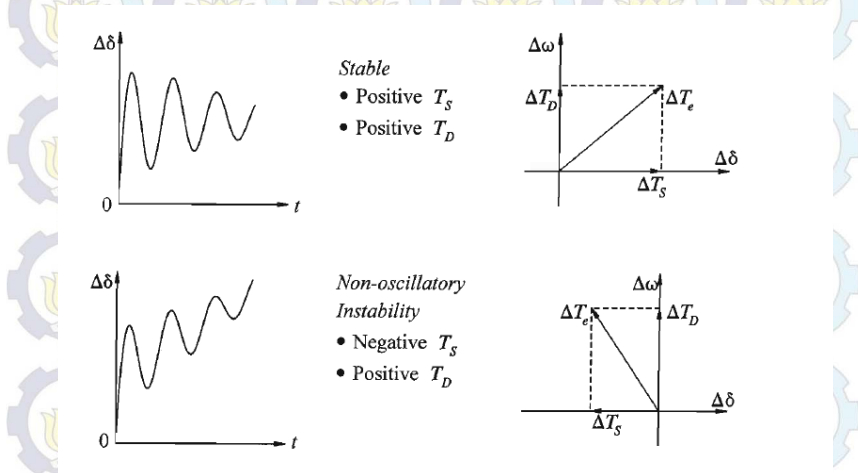 Δδ
0
t
Stable
• Positive T_S
• Positive T_D
Δω
ΔT_D
ΔT_e
Δδ
ΔT_S
Δδ
0
t
Non-oscillatory
Instability
• Negative T_S
• Positive T_D
Δω
ΔT_e
ΔT_D
Δδ
ΔT_S